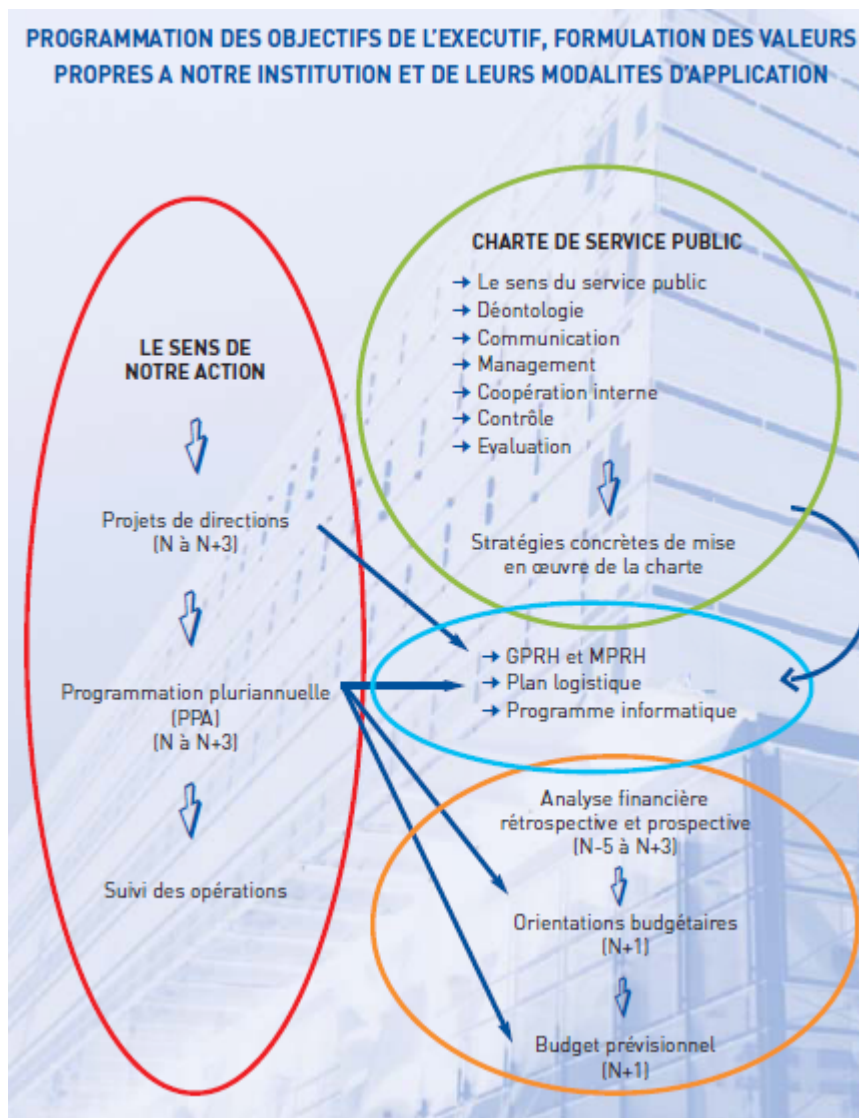 PROGRAMMATION DES OBJECTIFS DE L'EXECUTIF, FORMULATION DES VALEURS
PROPRES A NOTRE INSTITUTION ET DE LEURS MODALITES D'APPLICATION
LE SENS DE
NOTRE ACTION
Projets de directions
(N à N+3)
Programmation pluriannuelle
(PPA)
(N à N+3)
Suivi des opérations
CHARTE DE SERVICE PUBLIC
→ Le sens du service public
→ Déontologie
→ Communication
→ Management
→ Coopération interne
→ Contrôle
→ Evaluation
Stratégies concrètes de mise
en œuvre de la charte
→ GPRH et MPRH
→ Plan logistique
→ Programme informatique
Analyse financière
rétrospective et prospective
(N-5 à N+3)
Orientations budgétaires
(N+1)
Budget prévisionnel
(N+1)